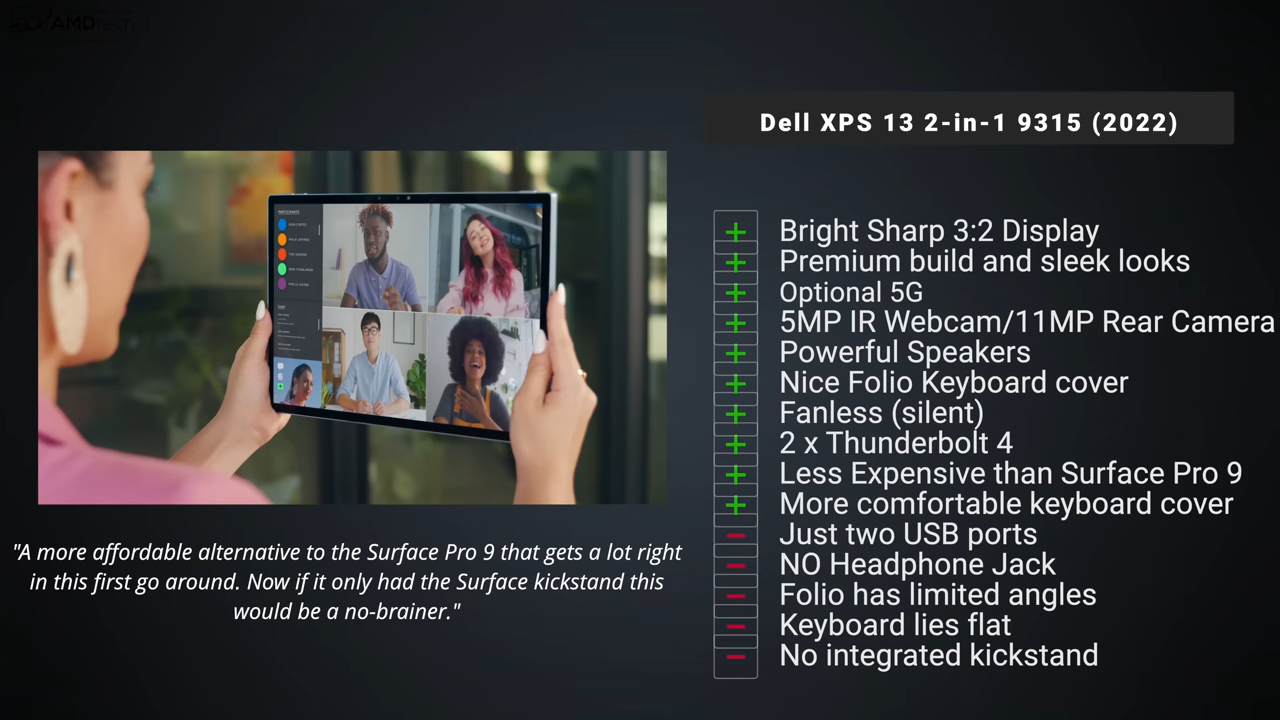 AMDtech
Dell XPS 13 2-in-1 9315 (2022)
Bright Sharp 3:2 Display
Premium build and sleek looks
Optional 5G
5MP IR Webcam/11MP Rear Camera
Powerful Speakers
Nice Folio Keyboard cover
Fanless (silent)
2 x Thunderbolt 4
Less Expensive than Surface Pro 9
More comfortable keyboard cover
Just two USB ports
NO Headphone Jack
Folio has limited angles
Keyboard lies flat
No integrated kickstand
PARTICIPANTS
CHAT
"A more affordable alternative to the Surface Pro 9 that gets a lot right
in this first go around. Now if it only had the Surface kickstand this
would be a no-brainer."